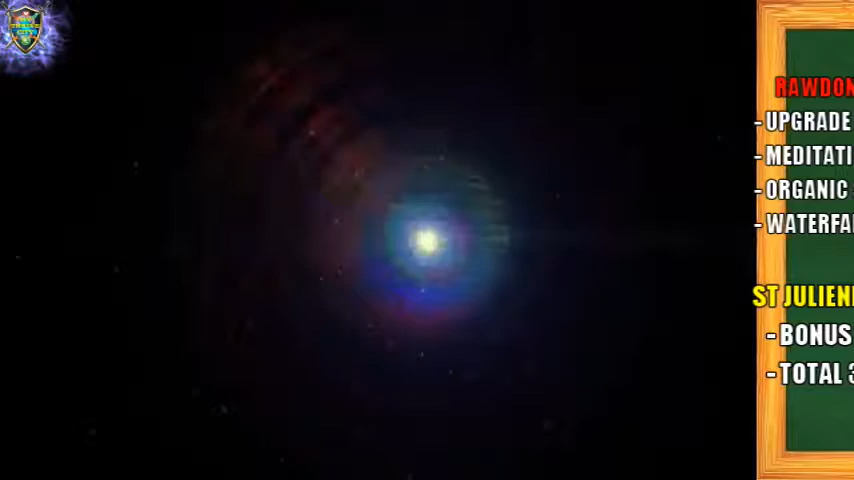 RAWDON
- UPGRADE
- MEDITATI
- ORGANIC
- WATERFA
ST JULIEN
- BONUS
- TOTAL 3